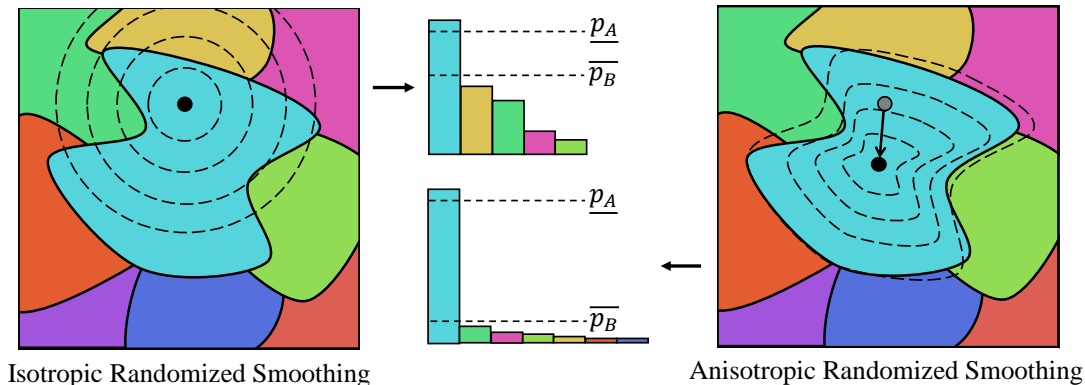 p_A
p_B
p_A
p_B
Isotropic Randomized Smoothing
Anisotropic Randomized Smoothing